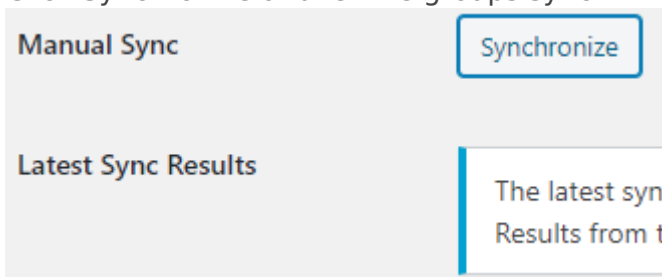 Manual Sync
Synchronize
Latest Sync Results
The latest syn
Results from t